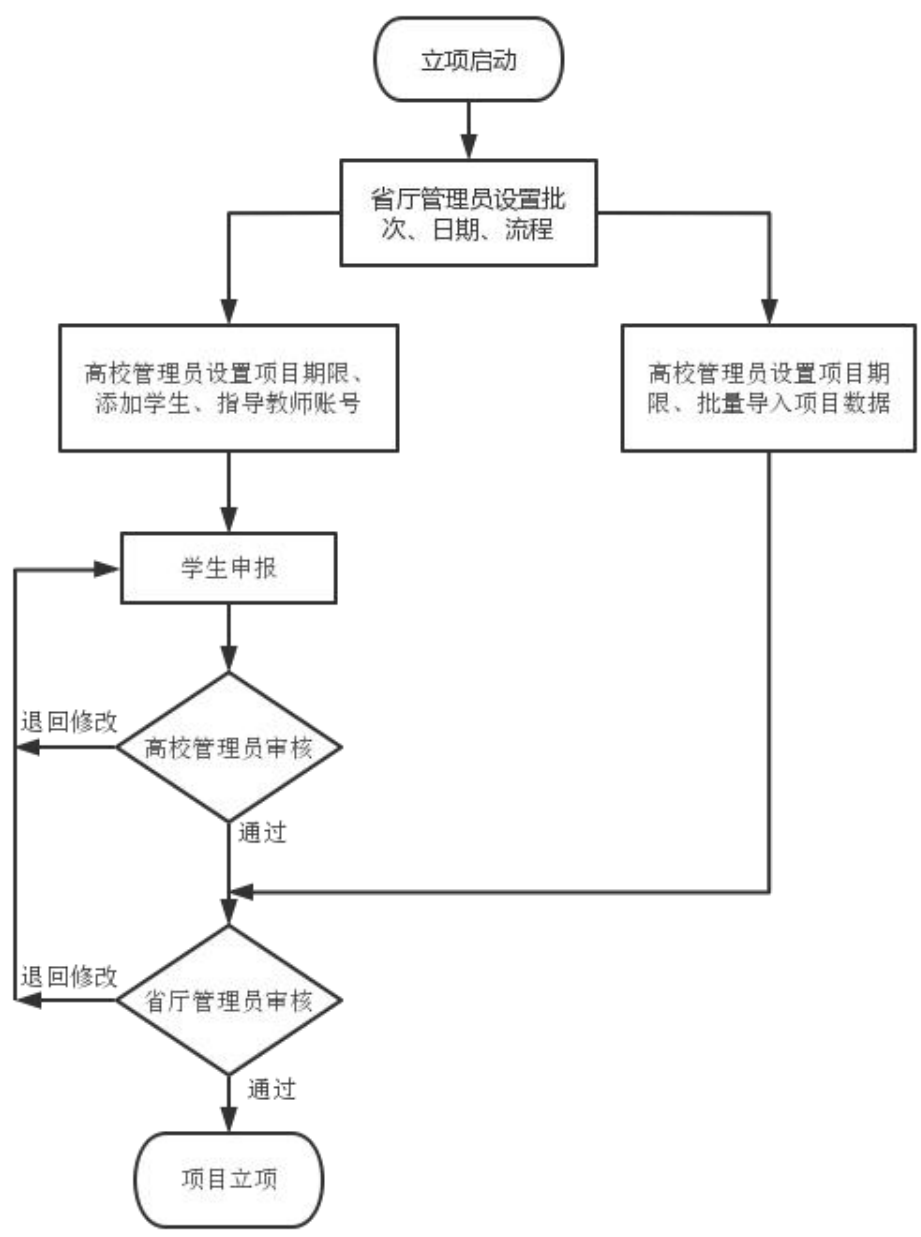 立项启动
省厅管理员设置批
次、日期、流程
高校管理员设置项目期限、
添加学生、指导教师账号
高校管理员设置项目期
限、批量导入项目数据
学生申报
退回修改
高校管理员审核
通过
退回修改
省厅管理员审核
通过
项目立项